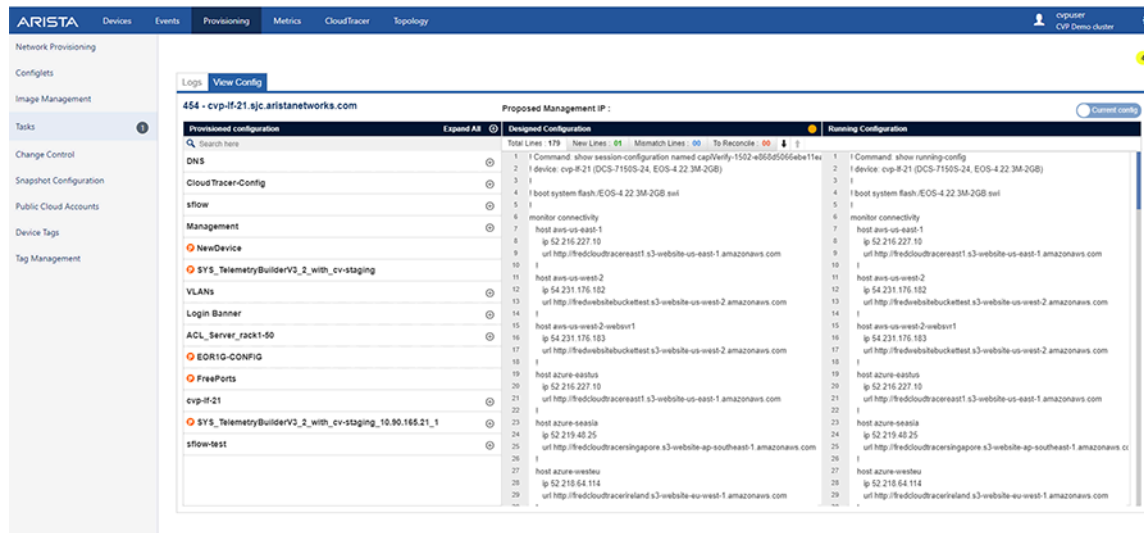 ARISTA Devices Events Provisioning Metrics CloudTracer Topology cvpuser
CVP Demo cluster
Network Provisioning
Configlets
Image Management
Tasks 1
Change Control
Snapshot Configuration
Public Cloud Accounts
Device Tags
Tag Management
4
Logs View Config
454 - cvp-lf-21.sjc.aristanetworks.com
Proposed Management IP :
Current config
Provisioned configuration Expand All
Search here
DNS
CloudTracer-Config
sflow
Management
NewDevice
SYS_TelemetryBuilderV3_2_with_cv-staging
VLANs
Login Banner
ACL_Server_rack1-50
EOR1G-CONFIG
FreePorts
cvp-lf-21
SYS_TelemetryBuilderV3_2_with_cv-staging_10.90.165.21_1
sflow-test
Designed Configuration
Total Lines : 179 New Lines : 01 Mismatch Lines : 00 To Reconcile : 00
1 ! Command: show session-configuration named capiVerify-1502-e868d5066ebe11ea
2 ! device: cvp-lf-21 (DCS-7150S-24, EOS-4.22.3M-2GB)
3 !
4 ! boot system flash:/EOS-4.22.3M-2GB.swi
5 !
6 monitor connectivity
7 host aws-us-east-1
8 ip 52.216.227.10
9 url http://fredcloudtracereast1.s3-website-us-east-1.amazonaws.com
10 !
11 host aws-us-west-2
12 ip 54.231.176.182
13 url http://fredwebsitebuckettest.s3-website-us-west-2.amazonaws.com
14 !
15 host aws-us-west-2-websvr1
16 ip 54.231.176.183
17 url http://fredwebsitebuckettest.s3-website-us-west-2.amazonaws.com
18 !
19 host azure-eastus
20 ip 52.216.227.10
21 url http://fredcloudtracereast1.s3-website-us-east-1.amazonaws.com
22 !
23 host azure-seasia
24 ip 52.219.48.25
25 url http://fredcloudtracersingapore.s3-website-ap-southeast-1.amazonaws.com
26 !
27 host azure-westeu
28 ip 52.218.64.114
29 url http://fredcloudtracerireland.s3-website-eu-west-1.amazonaws.com
Running Configuration
1 ! Command: show running-config
2 ! device: cvp-lf-21 (DCS-7150S-24, EOS-4.22.3M-2GB)
3 !
4 ! boot system flash:/EOS-4.22.3M-2GB.swi
5 !
6 monitor connectivity
7 host aws-us-east-1
8 ip 52.216.227.10
9 url http://fredcloudtracereast1.s3-website-us-east-1.amazonaws.com
10 !
11 host aws-us-west-2
12 ip 54.231.176.182
13 url http://fredwebsitebuckettest.s3-website-us-west-2.amazonaws.com
14 !
15 host aws-us-west-2-websvr1
16 ip 54.231.176.183
17 url http://fredwebsitebuckettest.s3-website-us-west-2.amazonaws.com
18 !
19 host azure-eastus
20 ip 52.216.227.10
21 url http://fredcloudtracereast1.s3-website-us-east-1.amazonaws.com
22 !
23 host azure-seasia
24 ip 52.219.48.25
25 url http://fredcloudtracersingapore.s3-website-ap-southeast-1.amazonaws.cc
26 !
27 host azure-westeu
28 ip 52.218.64.114
29 url http://fredcloudtracerireland.s3-website-eu-west-1.amazonaws.com